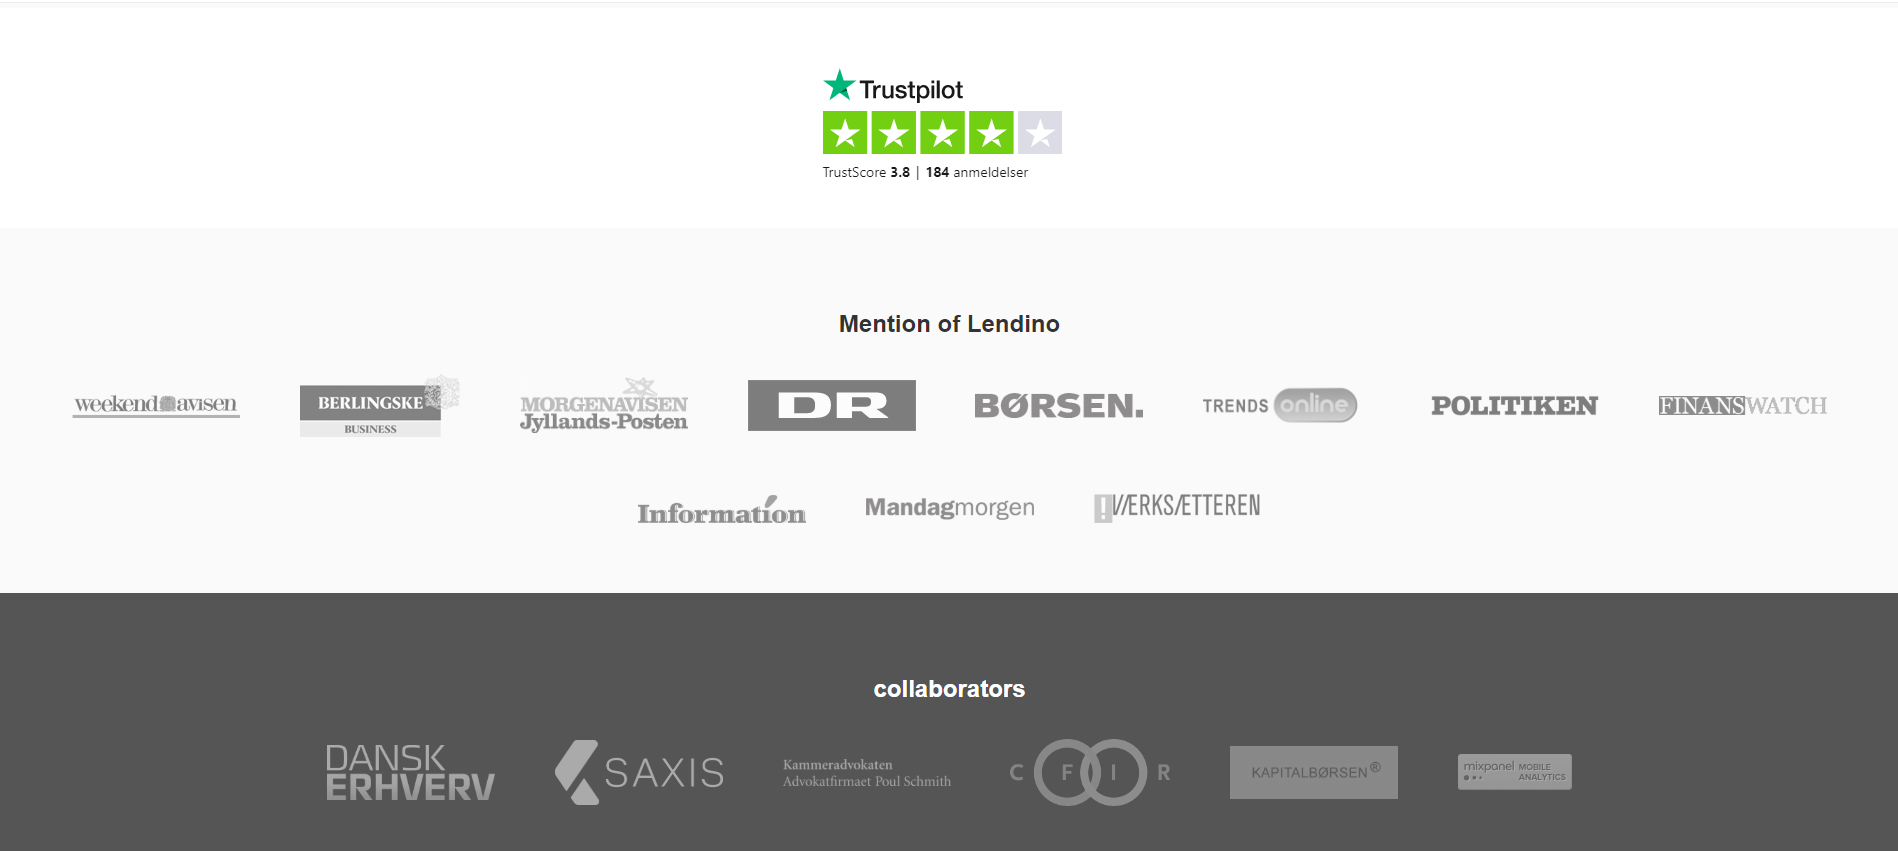 Trustpilot
TrustScore 3.8 | 184 anmeldelser
Mention of Lendino
weekendavisen
BERLINGSKE
BUSINESS
MORGENAVISEN
Jyllands-Posten
DR
BØRSEN.
TRENDS online
POLITIKEN
FINANSWATCH
Information
Mandagmorgen
!VÆRKSÆTTEREN
collaborators
DANSK
ERHVERV
SAXIS
Kammeradvokaten
Advokatfirmaet Poul Schmith
C F I R
KAPITALBØRSEN®
mixpanel MOBILE
ANALYTICS